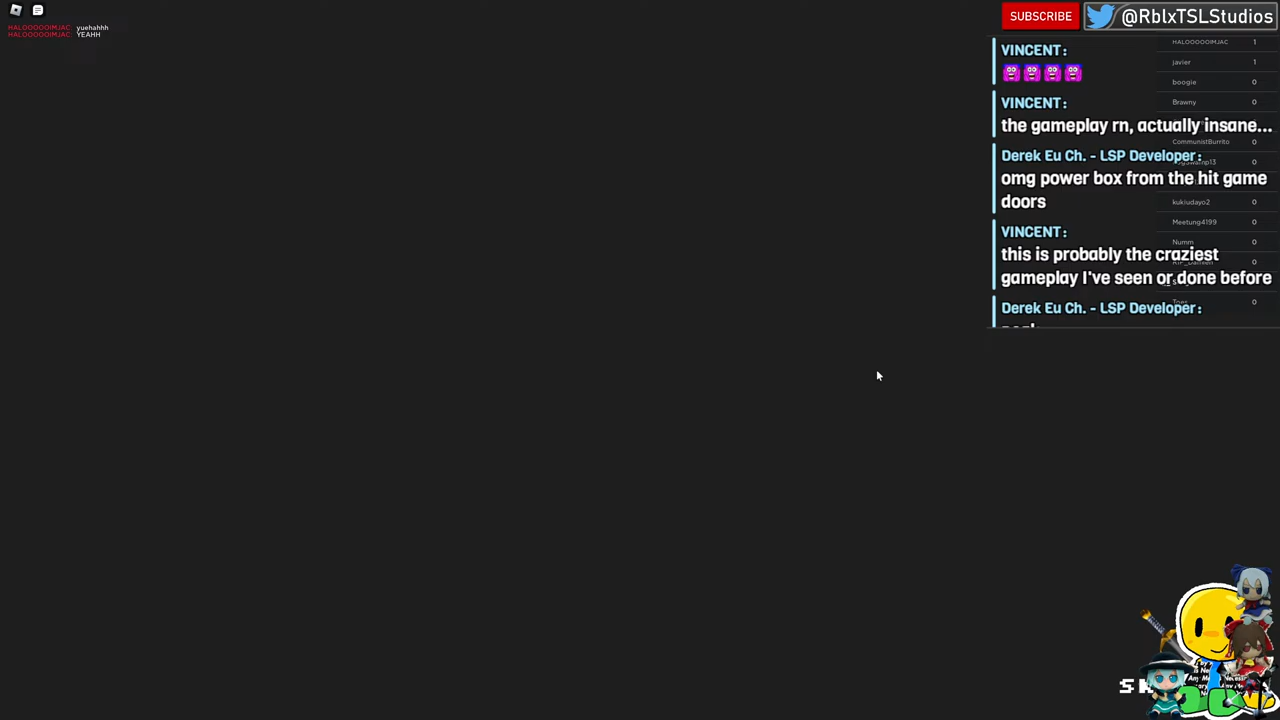 HALOOOOOIMJAC: yuehahhh
HALOOOOOIMJAC: YEAHH
SUBSCRIBE
@RblxTSLStudios
HALOOOOOIMJAC 1
javier 1
boogie 0
Brawny 0
CommunistBurrito 0
kukiudayo2 0
Meetung4199 0
Numm 0
VINCENT:
VINCENT:
the gameplay rn, actually insane...
Derek Eu Ch. - LSP Developer:
omg power box from the hit game
doors
VINCENT:
this is probably the craziest
gameplay I've seen or done before
Derek Eu Ch. - LSP Developer: